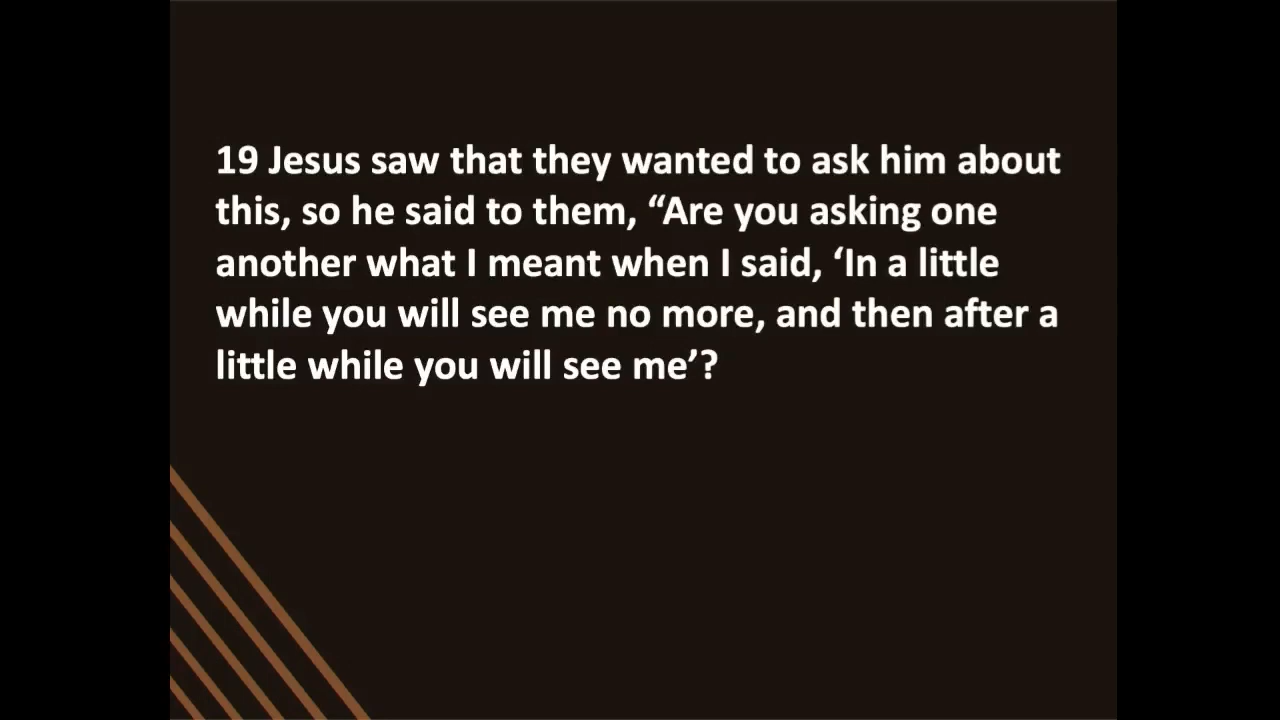 19 Jesus saw that they wanted to ask him about
this, so he said to them, “Are you asking one
another what I meant when I said, ‘In a little
while you will see me no more, and then after a
little while you will see me’?